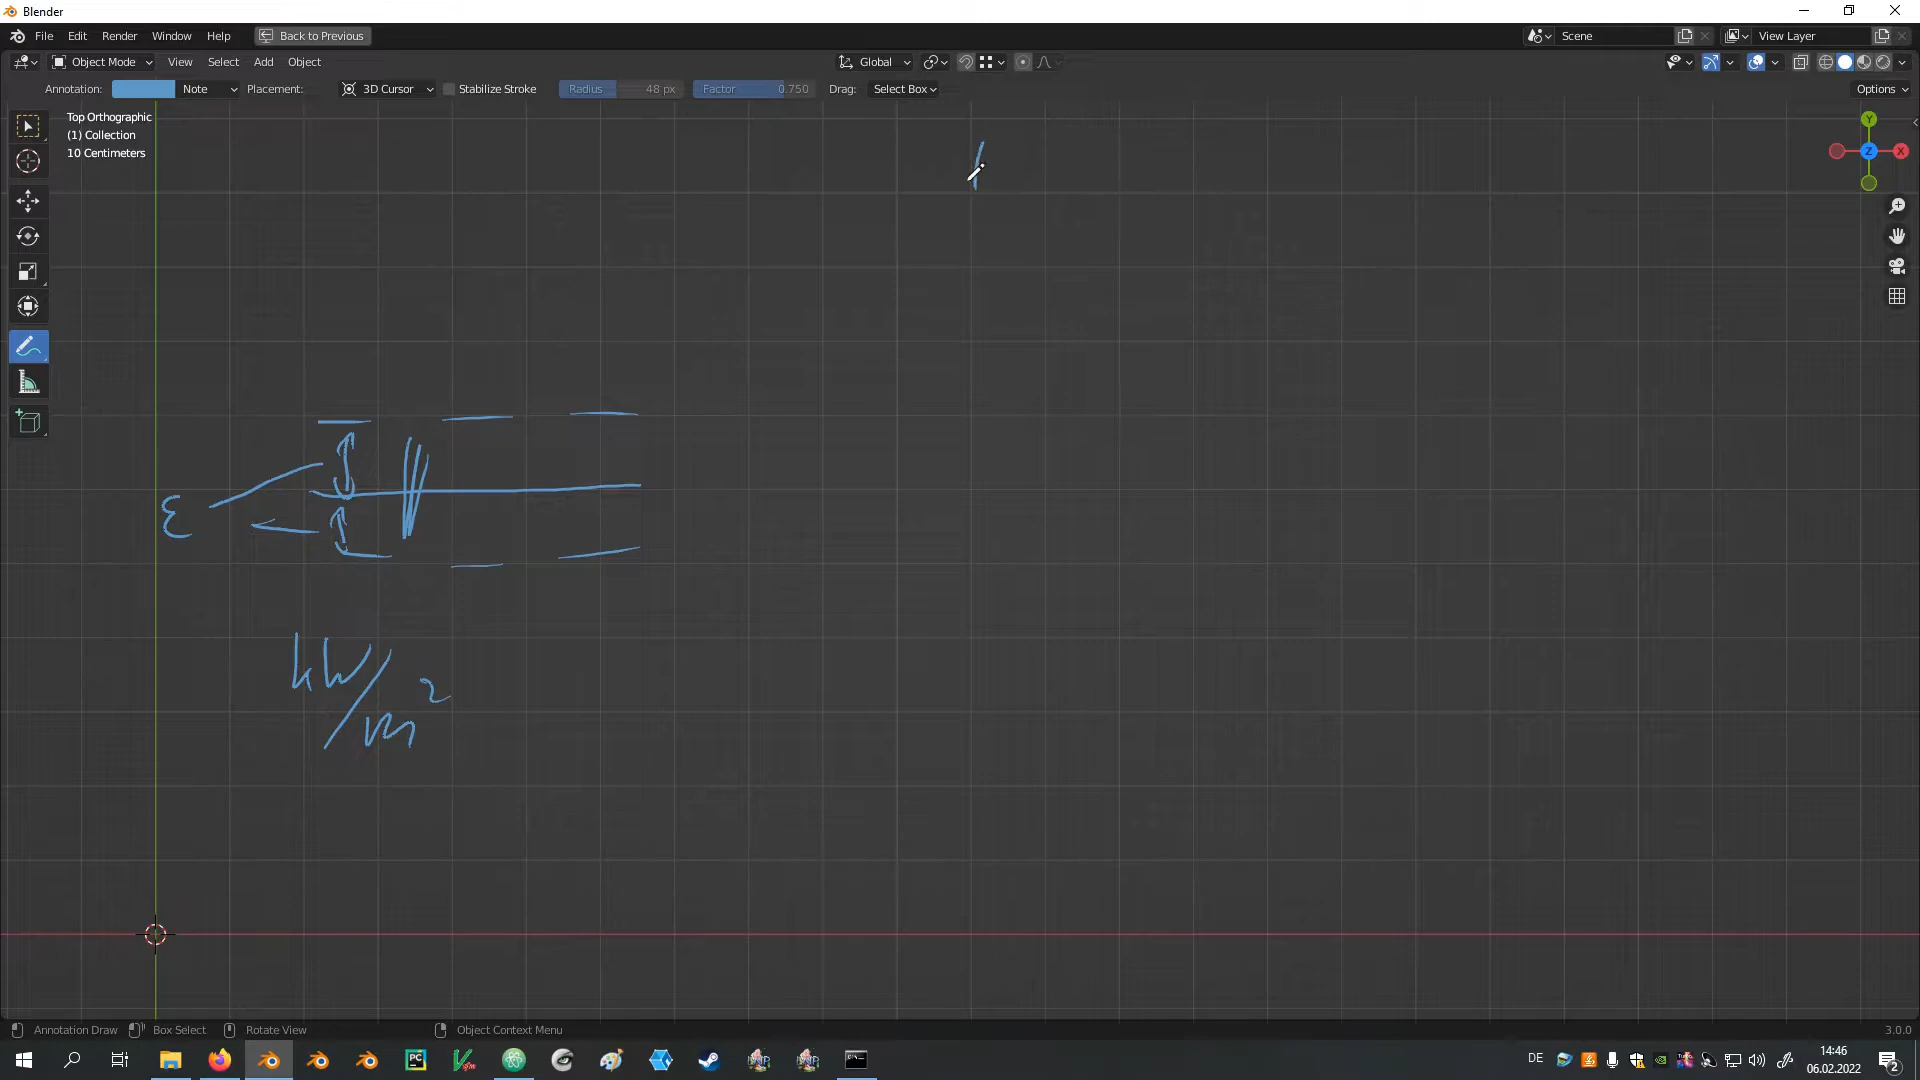 Blender
File Edit Render Window Help Back to Previous Scene View Layer
Object Mode View Select Add Object Global
Annotation: Note Placement: 3D Cursor Stabilize Stroke Radius 48 px Factor 0.750 Drag: Select Box Options
Top Orthographic
(1) Collection
10 Centimeters
Y
Z X
ε
kW/m²
Annotation Draw Box Select Rotate View Object Context Menu 3.0.0
DE 14:46
06.02.2022 2